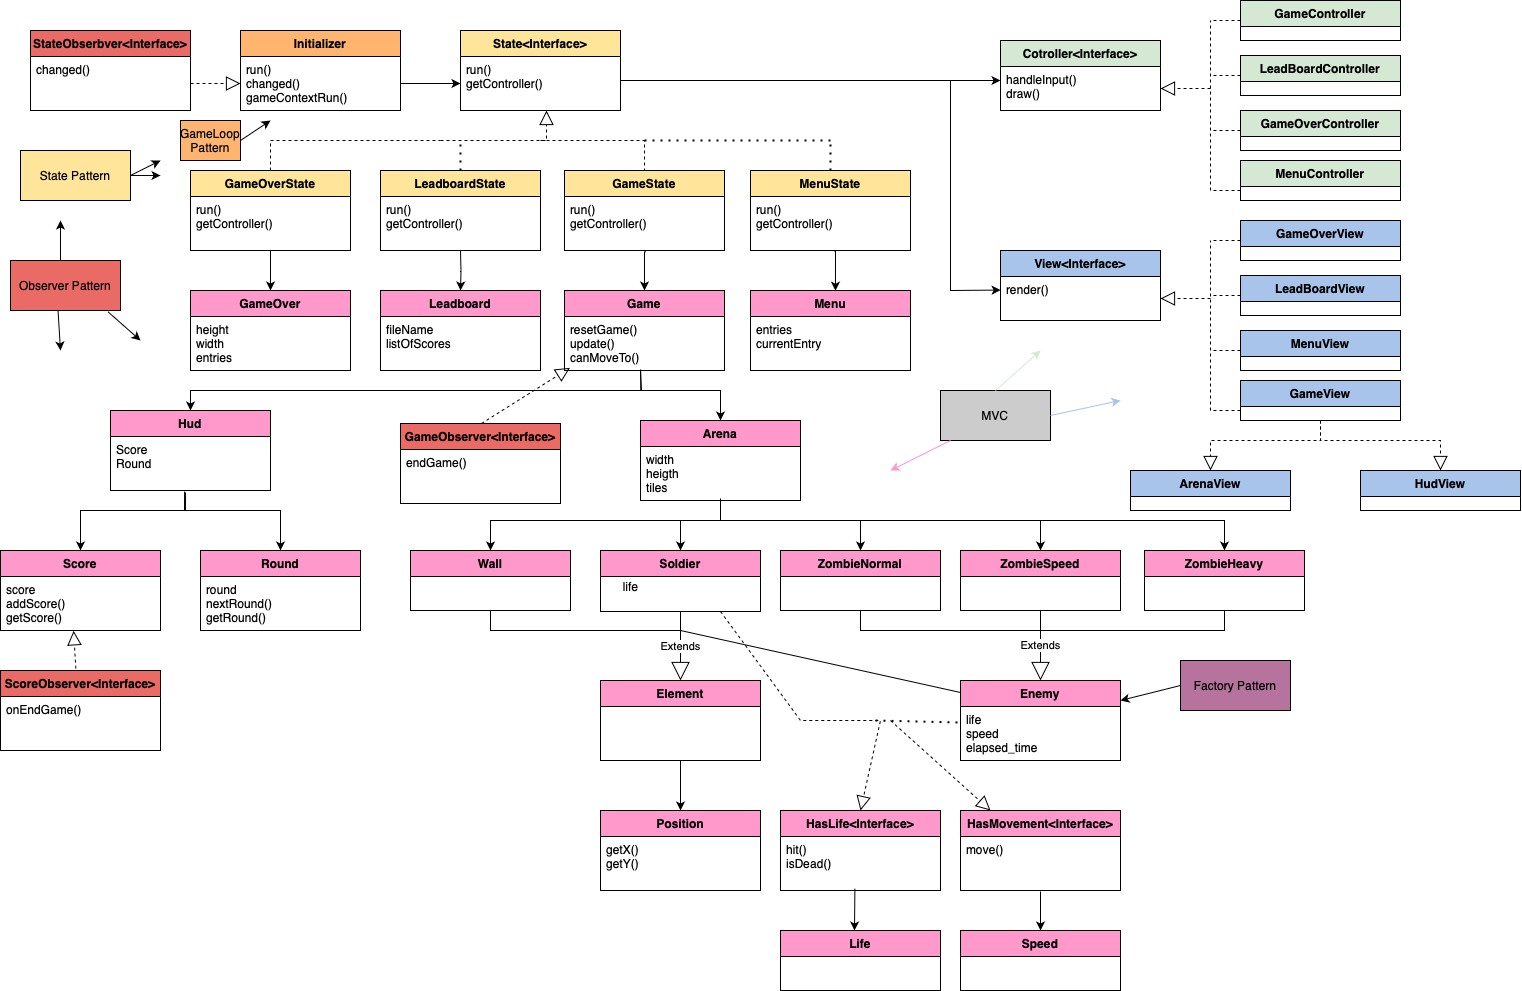 StateObserbver<Interface>
changed()
Initializer
run()
changed()
gameContextRun()
State<Interface>
run()
getController()
Cotroller<Interface>
handleInput()
draw()
GameController
LeadBoardController
GameOverController
MenuController
GameLoop
Pattern
State Pattern
Observer Pattern
GameOverState
run()
getController()
LeadboardState
run()
getController()
GameState
run()
getController()
MenuState
run()
getController()
View<Interface>
render()
GameOverView
LeadBoardView
MenuView
GameView
ArenaView
HudView
GameOver
height
width
entries
Leadboard
fileName
listOfScores
Game
resetGame()
update()
canMoveTo()
Menu
entries
currentEntry
MVC
Hud
Score
Round
GameObserver<Interface>
endGame()
Arena
width
heigth
tiles
Score
score
addScore()
getScore()
Round
round
nextRound()
getRound()
Wall
Soldier
life
ZombieNormal
ZombieSpeed
ZombieHeavy
Extends
Extends
ScoreObserver<Interface>
onEndGame()
Element
Enemy
life
speed
elapsed_time
Factory Pattern
Position
getX()
getY()
HasLife<Interface>
hit()
isDead()
HasMovement<Interface>
move()
Life
Speed